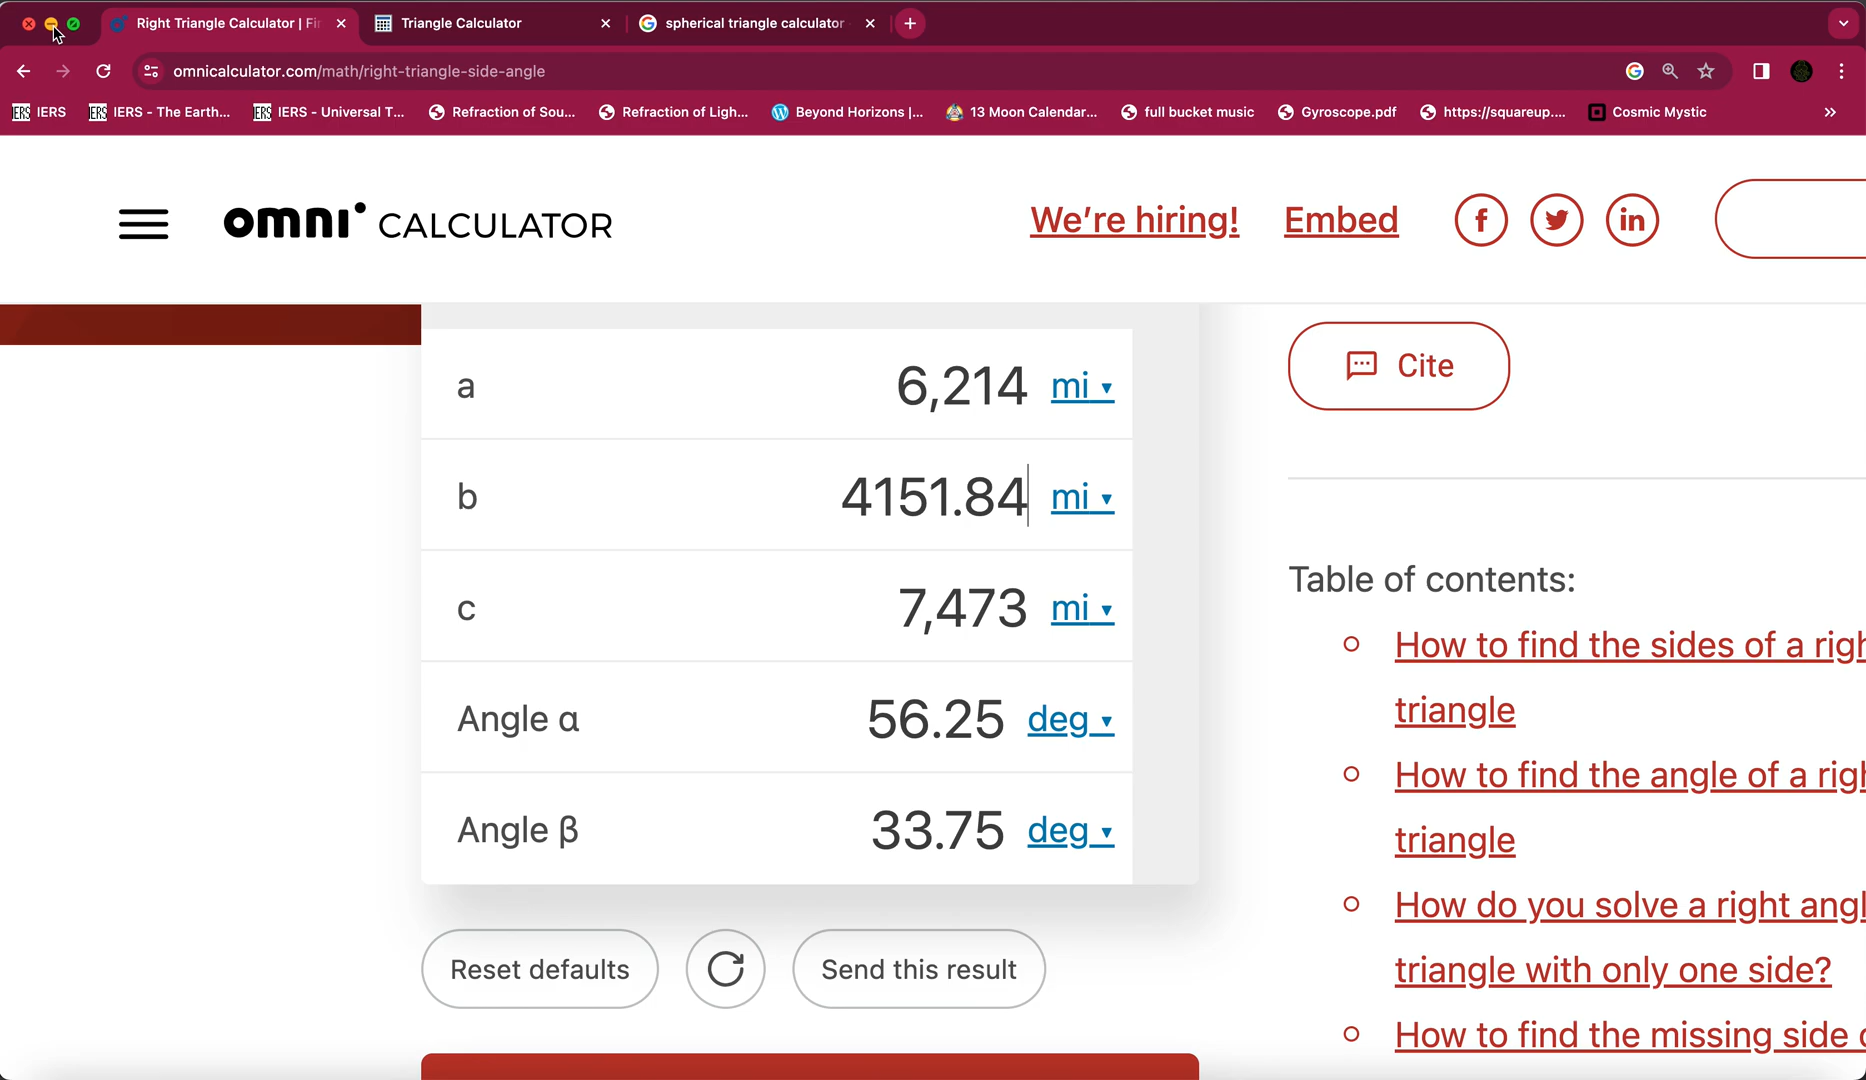 Right Triangle Calculator | Fi
Triangle Calculator
spherical triangle calculator
omnicalculator.com/math/right-triangle-side-angle
IERS IERS
IERS IERS - The Earth...
IERS IERS - Universal T...
Refraction of Sou...
Refraction of Ligh...
Beyond Horizons |...
13 Moon Calendar...
full bucket music
Gyroscope.pdf
https://squareup....
Cosmic Mystic
omni CALCULATOR
We're hiring!
Embed
a 6,214 mi
b 4151.84 mi
c 7,473 mi
Angle α 56.25 deg
Angle β 33.75 deg
Reset defaults
Send this result
Cite
Table of contents:
How to find the sides of a righ
triangle
How to find the angle of a righ
triangle
How do you solve a right angl
triangle with only one side?
How to find the missing side